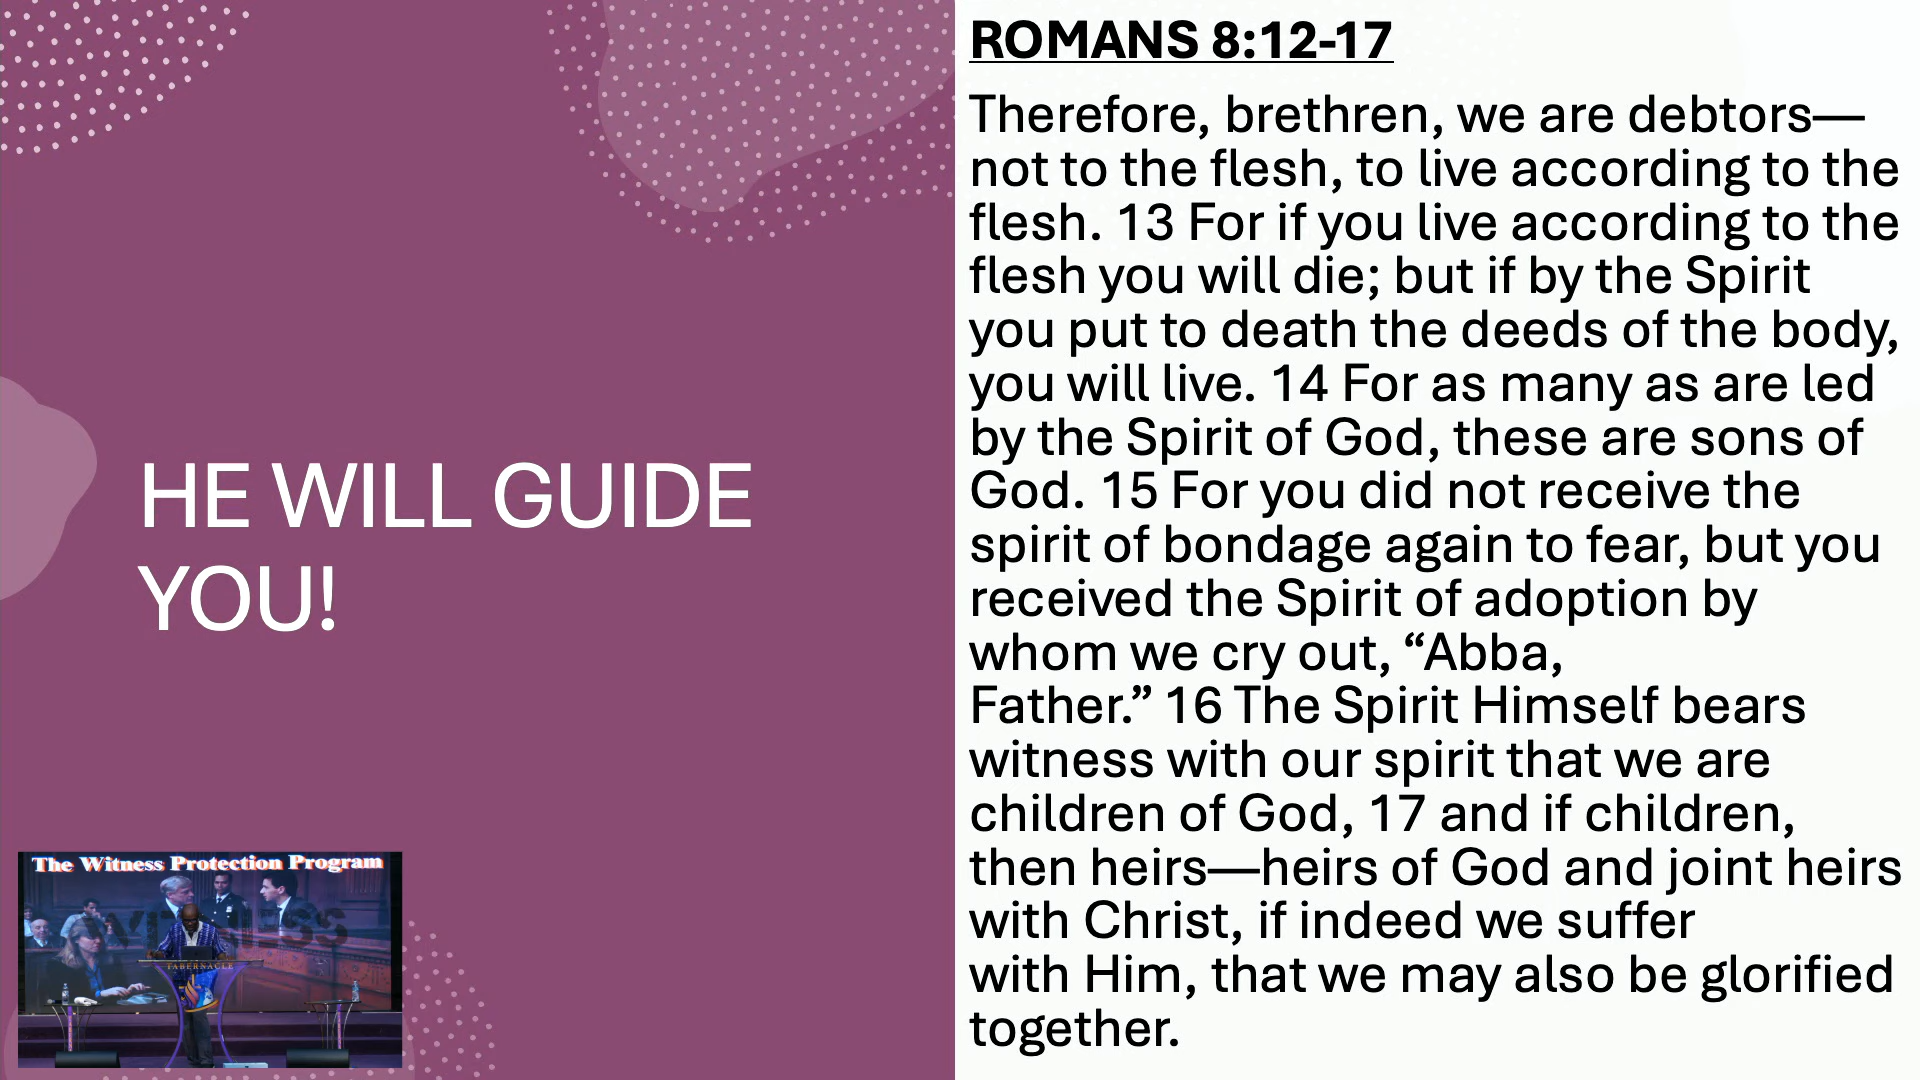 HE WILL GUIDE
YOU!
ROMANS 8:12-17
Therefore, brethren, we are debtors—
not to the flesh, to live according to the
flesh. 13 For if you live according to the
flesh you will die; but if by the Spirit
you put to death the deeds of the body,
you will live. 14 For as many as are led
by the Spirit of God, these are sons of
God. 15 For you did not receive the
spirit of bondage again to fear, but you
received the Spirit of adoption by
whom we cry out, “Abba,
Father.” 16 The Spirit Himself bears
witness with our spirit that we are
children of God, 17 and if children,
then heirs—heirs of God and joint heirs
with Christ, if indeed we suffer
with Him, that we may also be glorified
together.
The Witness Protection Program
TABERNACLE